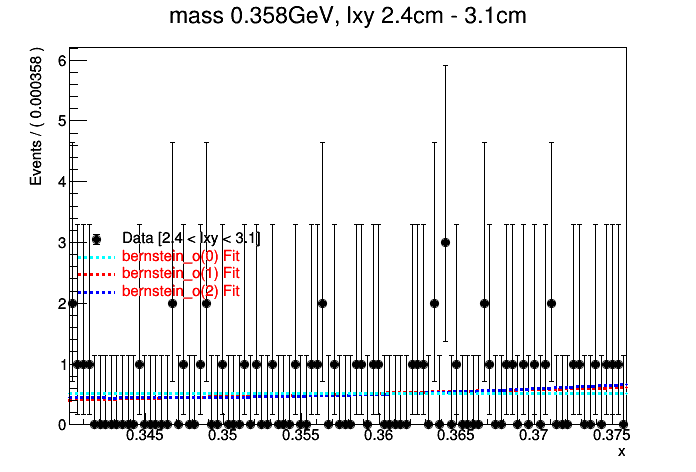 mass 0.358GeV, lxy 2.4cm - 3.1cm
Events / ( 0.000358 )
6
5
4
3
2
1
0
Data [2.4 < lxy < 3.1]
bernstein_o(0) Fit
bernstein_o(1) Fit
bernstein_o(2) Fit
0.345 0.35 0.355 0.36 0.365 0.37 0.375
x